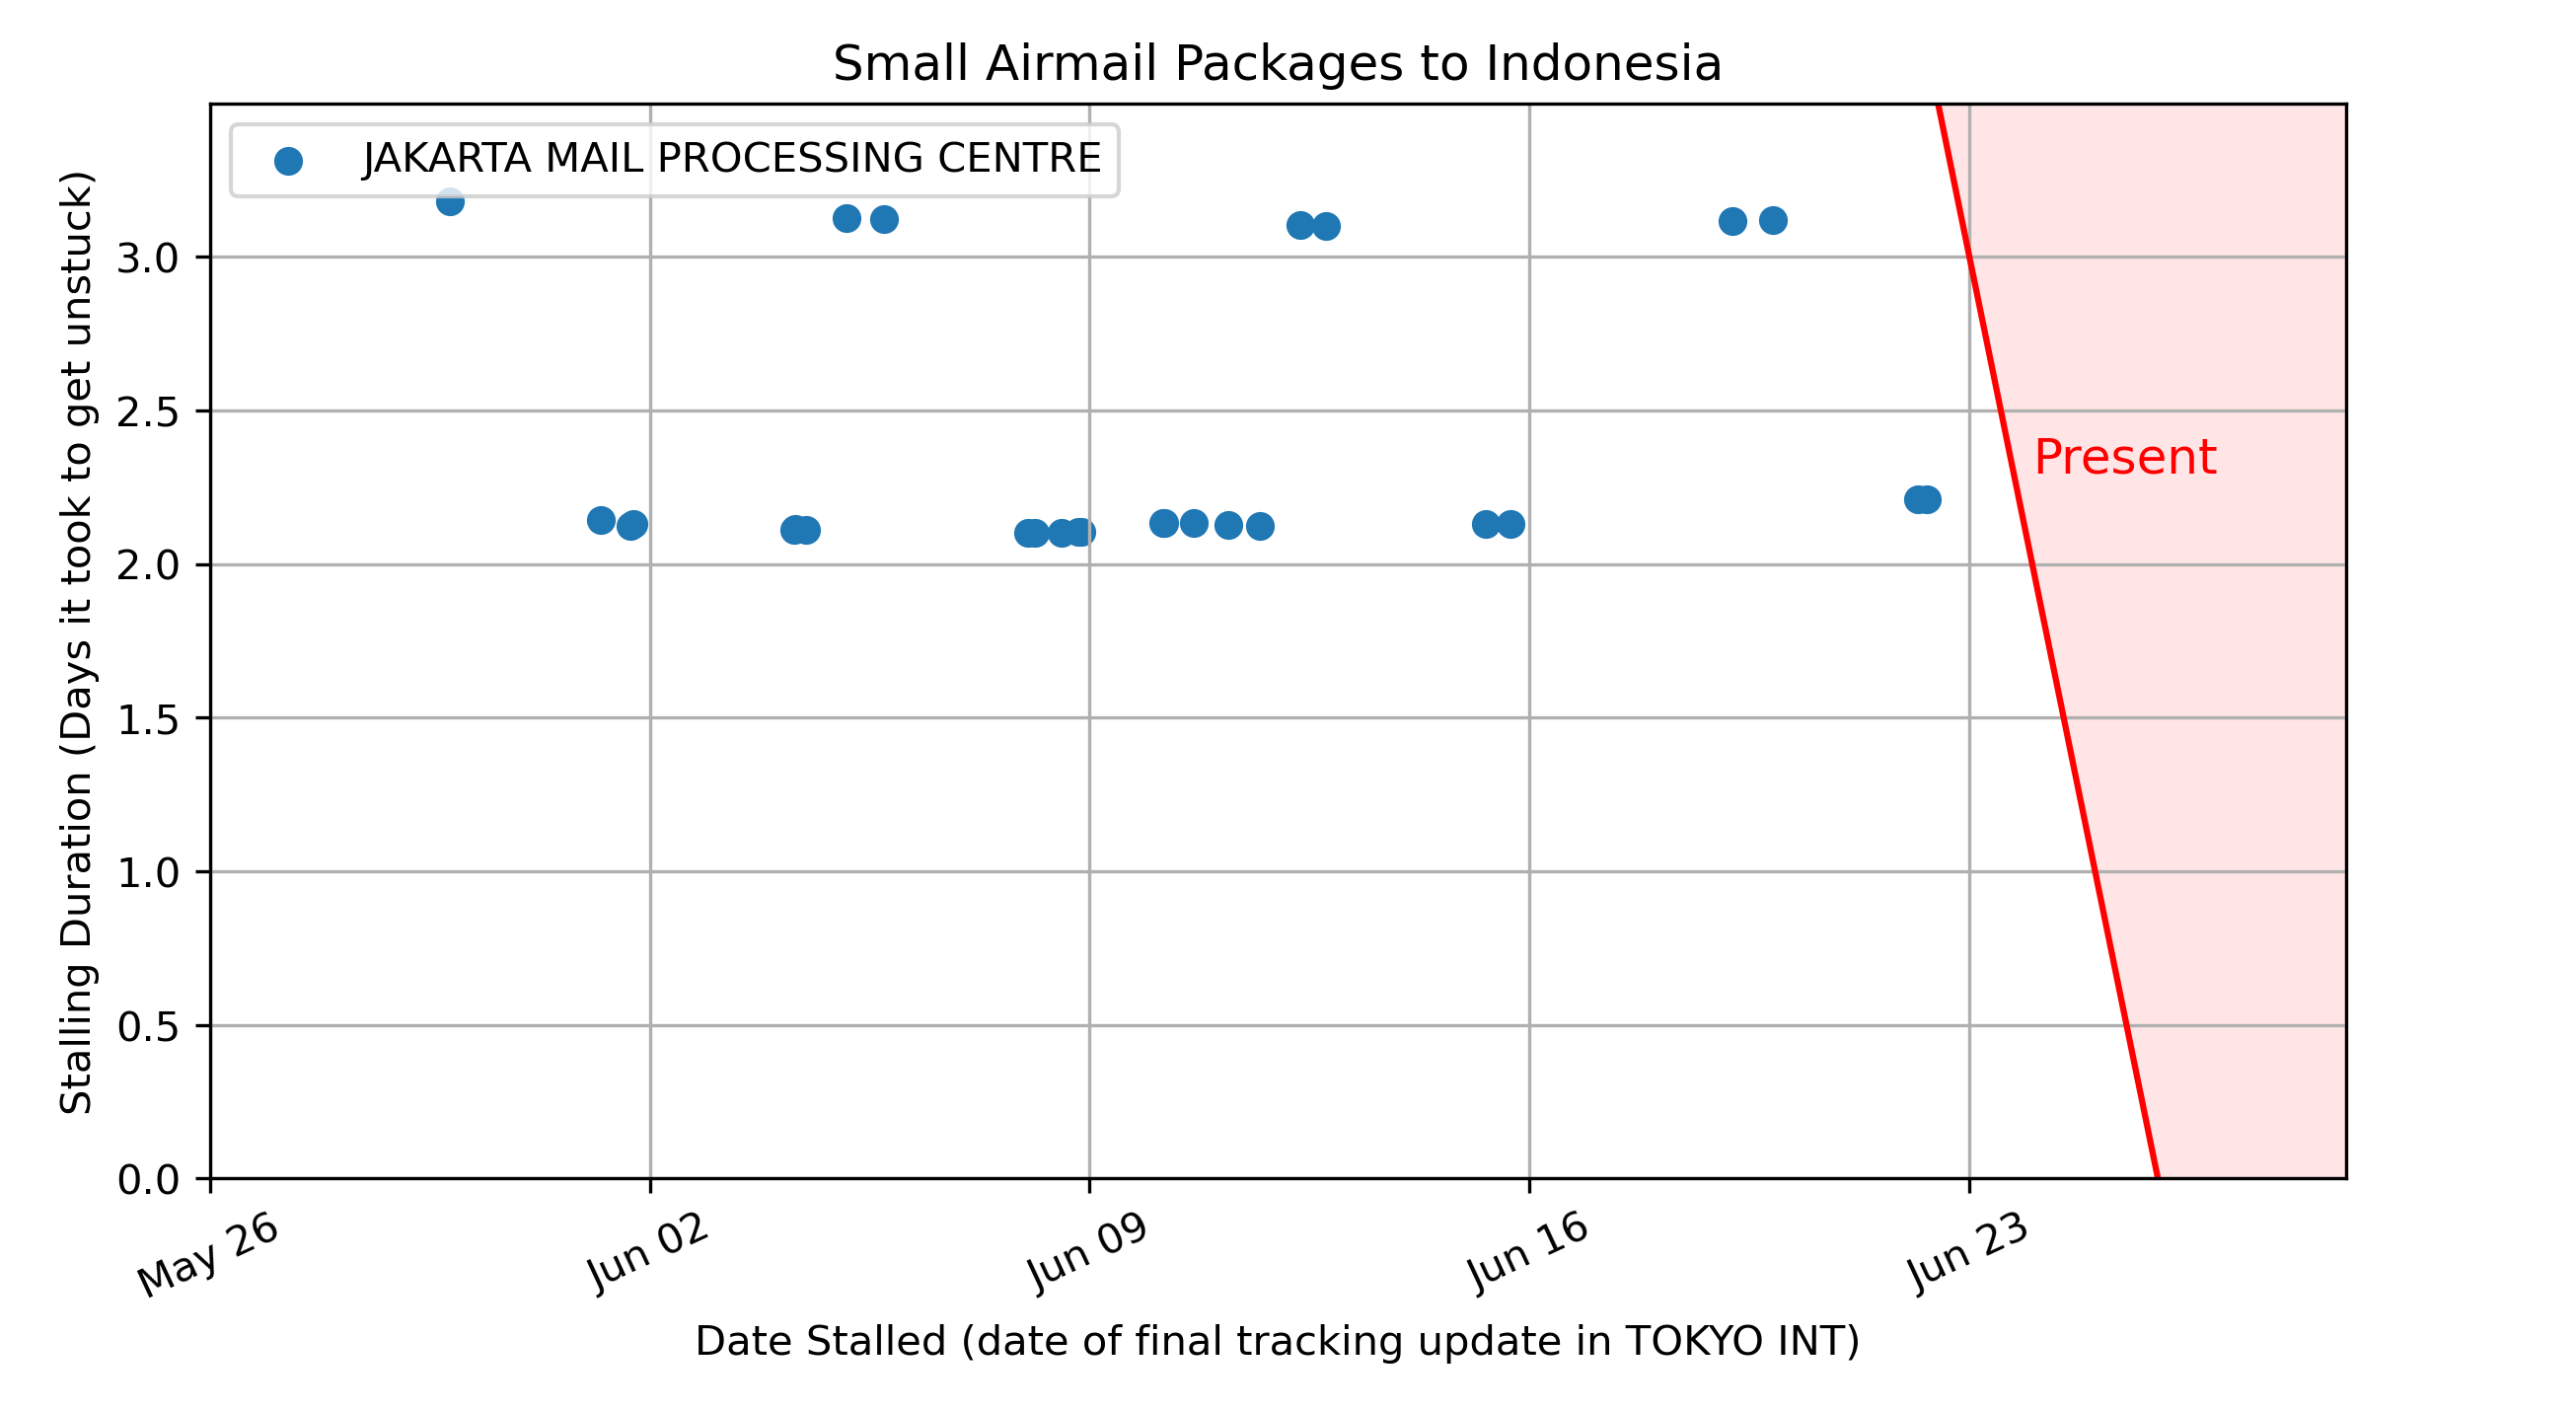 Small Airmail Packages to Indonesia
JAKARTA MAIL PROCESSING CENTRE
Stalling Duration (Days it took to get unstuck)
3.0
2.5
2.0
1.5
1.0
0.5
0.0
Present
May 26
Jun 02
Jun 09
Jun 16
Jun 23
Date Stalled (date of final tracking update in TOKYO INT)